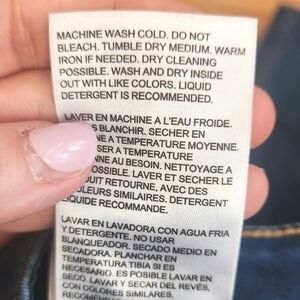 MACHINE WASH COLD. DO NOT
BLEACH. TUMBLE DRY MEDIUM. WARM
IRON IF NEEDED. DRY CLEANING
POSSIBLE. WASH AND DRY INSIDE
OUT WITH LIKE COLORS. LIQUID
DETERGENT IS RECOMMENDED.
LAVER EN MACHINE A L'EAU FROIDE.
BLANCHIR. SECHER EN
A TEMPERATURE MOYENNE.
A TEMPERATURE
AU BESOIN. NETTOYAGE A
POSSIBLE. LAVER ET SECHER LE
RETOURNE, AVEC DES
SIMILAIRES. DETERGENT
LIQUIDE RECOMMANDE.
LAVAR EN LAVADORA CON AGUA FRIA
Y DETERGENTE. NO USAR
BLANQUEADOR. SECADO MEDIO EN
SECADORA. PLANCHAR EN
TEMPERATURA TIBIA SI ES
NECESARIO. ES POSIBLE LAVAR EN
SECO. LAVAR Y SECAR DEL REVÉS,
CON COLORES SIMILARES.